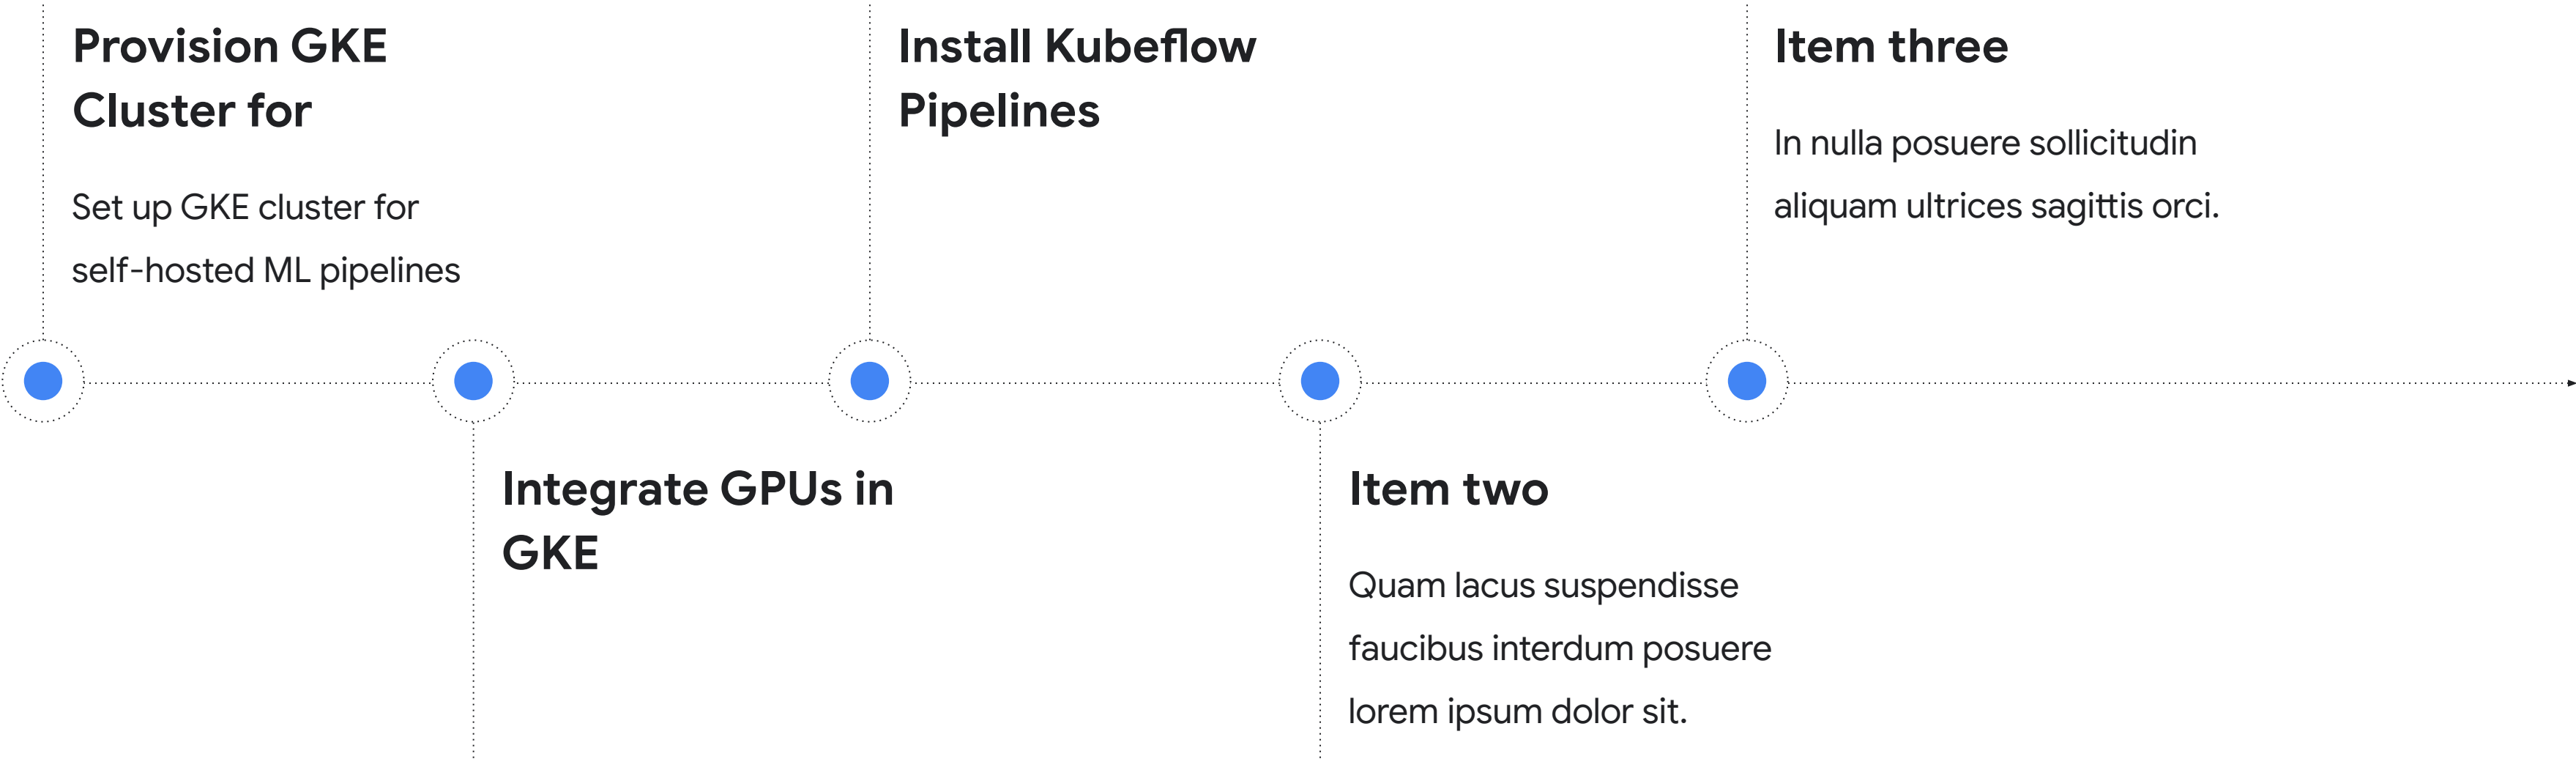 Provision GKE
Cluster for
Set up GKE cluster for
self-hosted ML pipelines
Integrate GPUs in
GKE
Install Kubeflow
Pipelines
Item two
Quam lacus suspendisse
faucibus interdum posuere
lorem ipsum dolor sit.
Item three
In nulla posuere sollicitudin
aliquam ultrices sagittis orci.